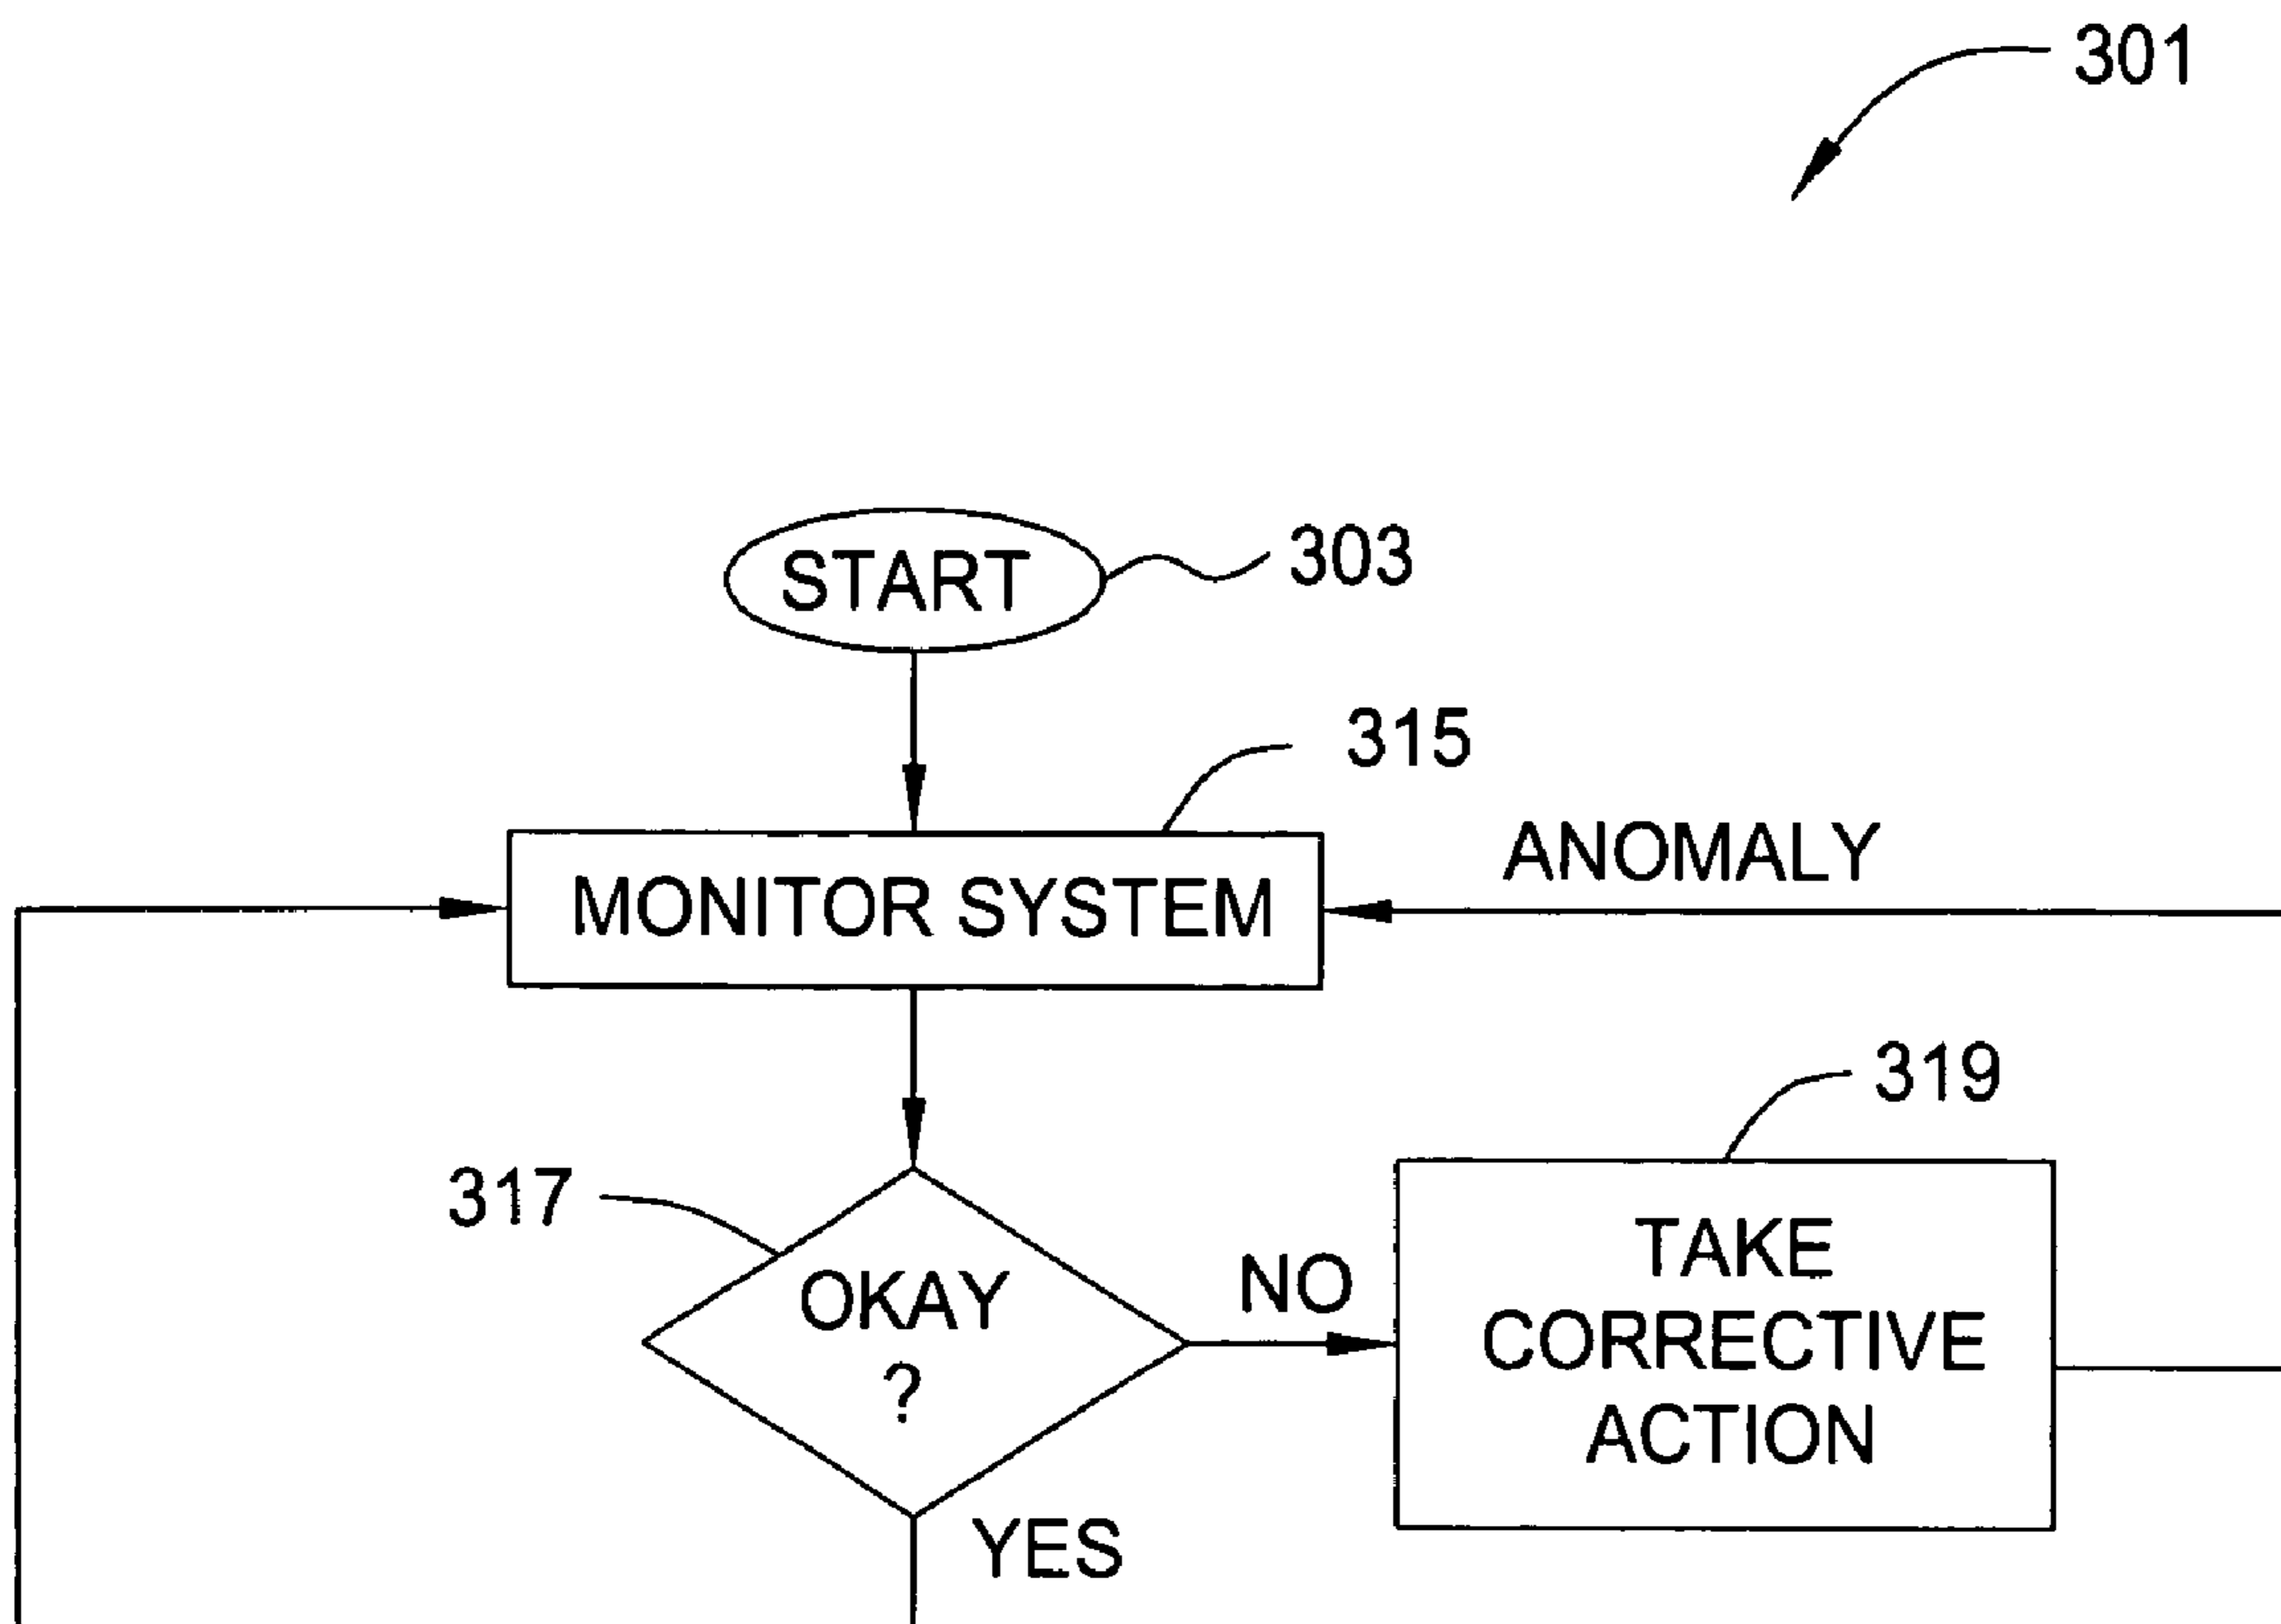 301
START
303
315
MONITOR SYSTEM
ANOMALY
319
317
OKAY
?
NO
TAKE
CORRECTIVE
ACTION
YES